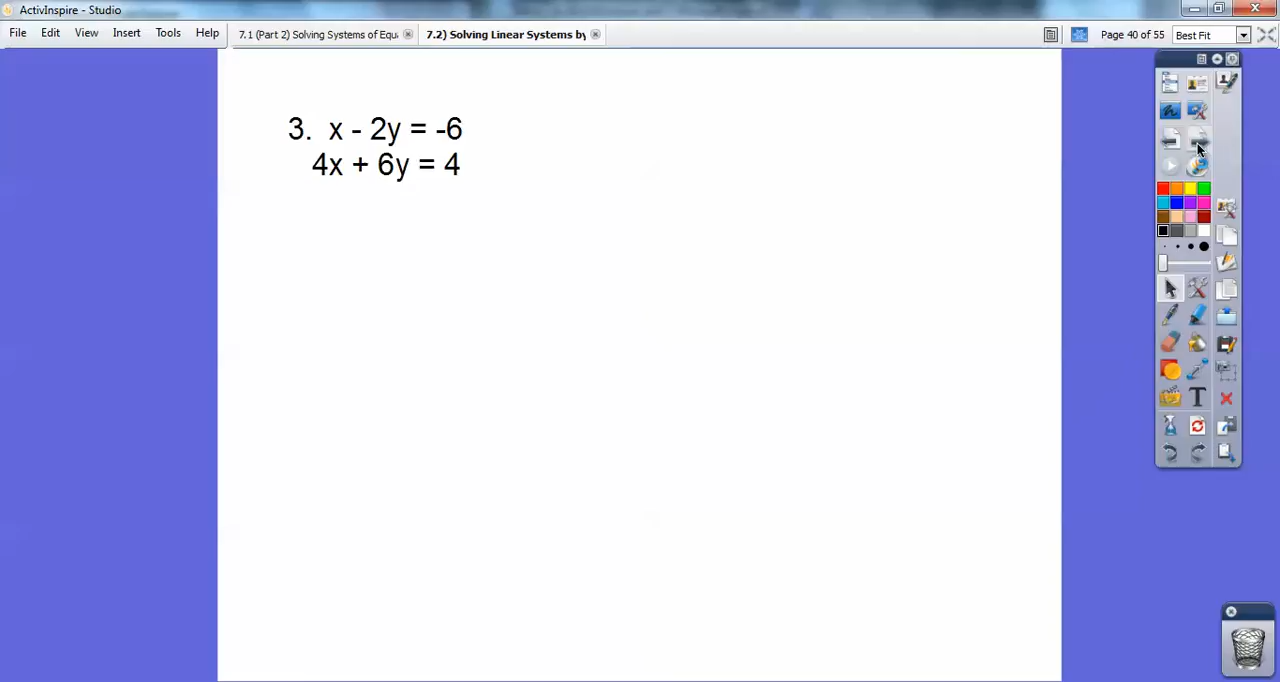 ActivInspire - Studio
File Edit View Insert Tools Help
7.1 (Part 2) Solving Systems of Equ 7.2) Solving Linear Systems by
Page 40 of 55 Best Fit
3. x - 2y = -6
4x + 6y = 4
T